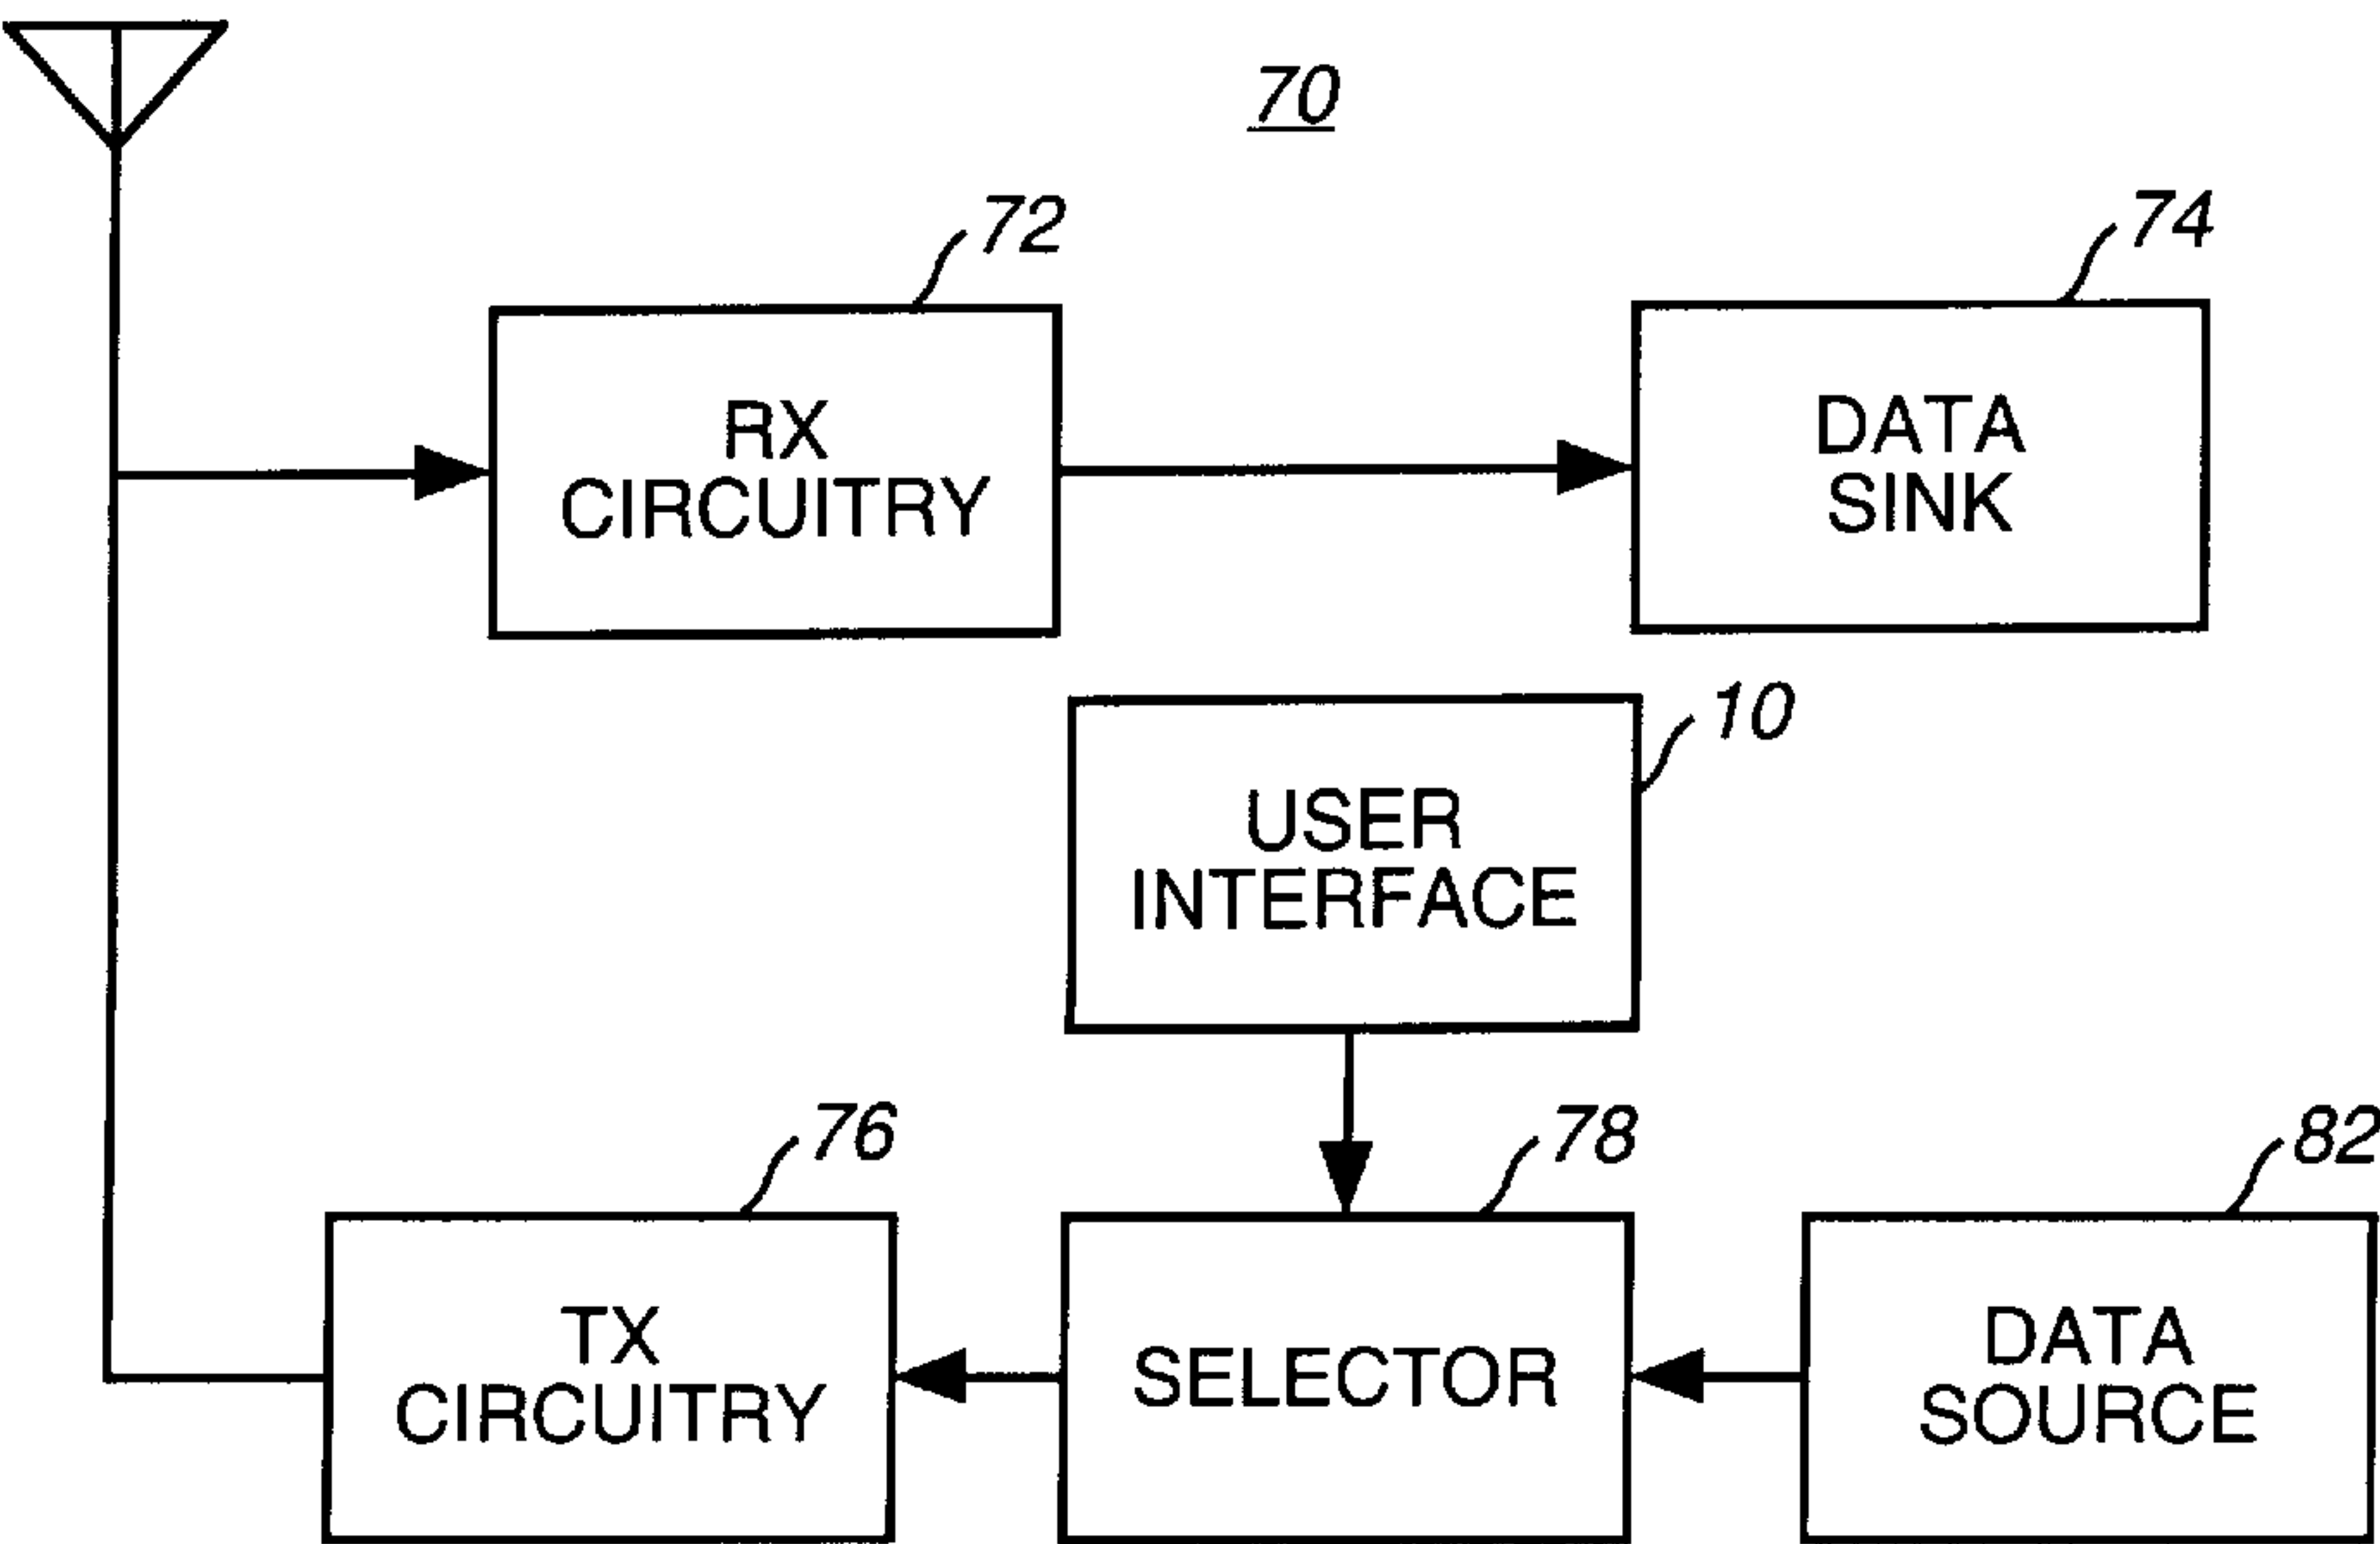 70
72
74
RX
CIRCUITRY
DATA
SINK
10
USER
INTERFACE
76
78
82
TX
CIRCUITRY
SELECTOR
DATA
SOURCE